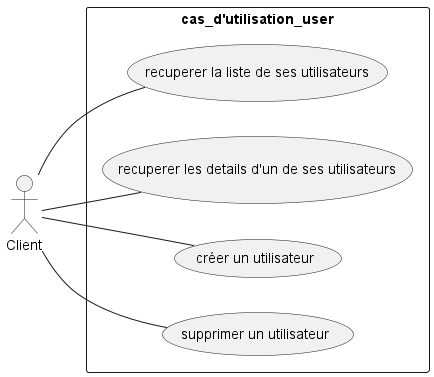 cas_d'utilisation_user
recuperer la liste de ses utilisateurs
recuperer les details d'un de ses utilisateurs
Client
créer un utilisateur
supprimer un utilisateur